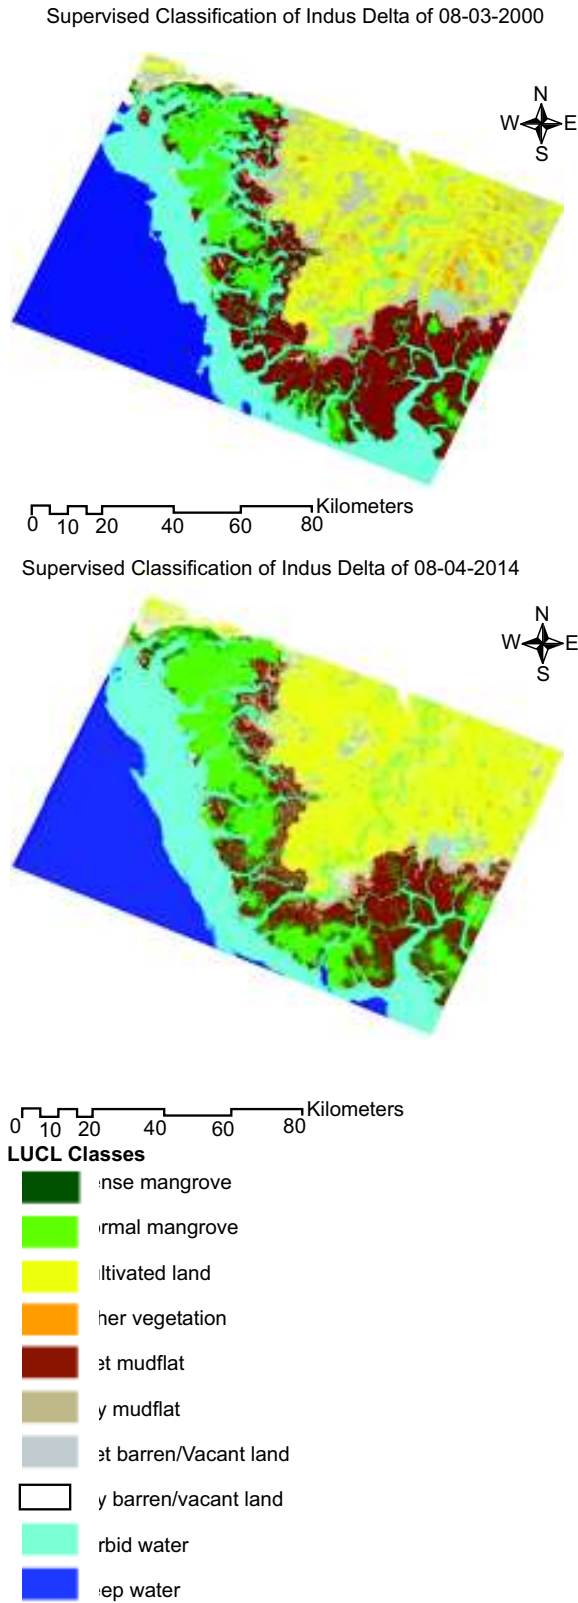 Supervised Classification of Indus Delta of 08-03-2000
N
W E
S
Kilometers
0 10 20 40 60 80
Supervised Classification of Indus Delta of 08-04-2014
N
W E
S
Kilometers
0 10 20 40 60 80
LUCL Classes
ense mangrove
rmal mangrove
ltivated land
her vegetation
et mudflat
y mudflat
et barren/Vacant land
y barren/vacant land
rbid water
eep water